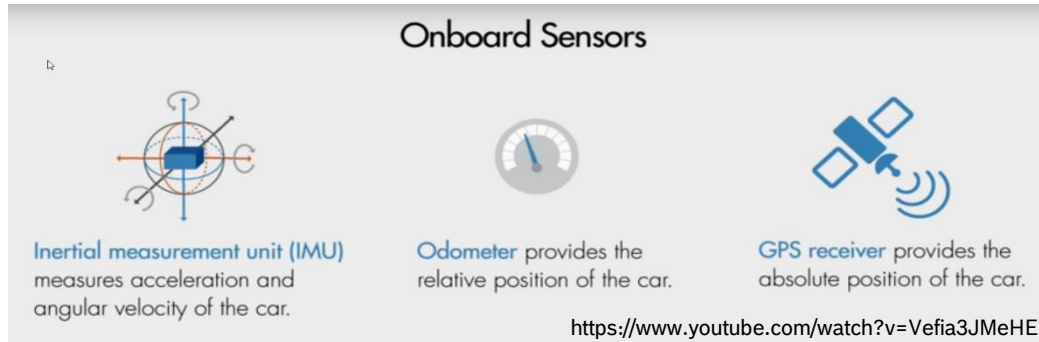 Onboard Sensors
Inertial measurement unit (IMU)
measures acceleration and
angular velocity of the car.
Odometer provides the
relative position of the car.
GPS receiver provides the
absolute position of the car.
https://www.youtube.com/watch?v=Vefia3JMeHE